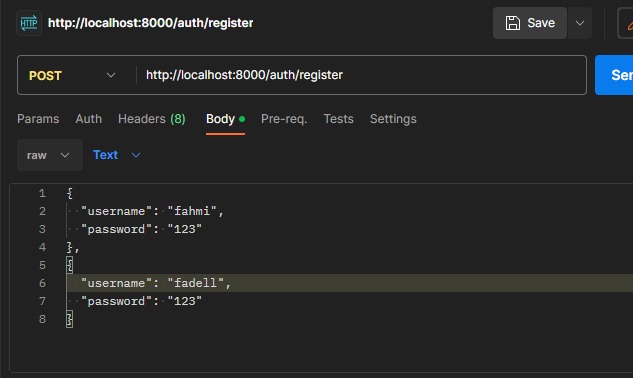 HTTP http://localhost:8000/auth/register Save
POST http://localhost:8000/auth/register
Params Auth Headers (8) Body Pre-req. Tests Settings
raw Text
1 {
2 "username": "fahmi",
3 "password": "123"
4 },
5 {
6 "username": "fadell",
7 "password": "123"
8 }